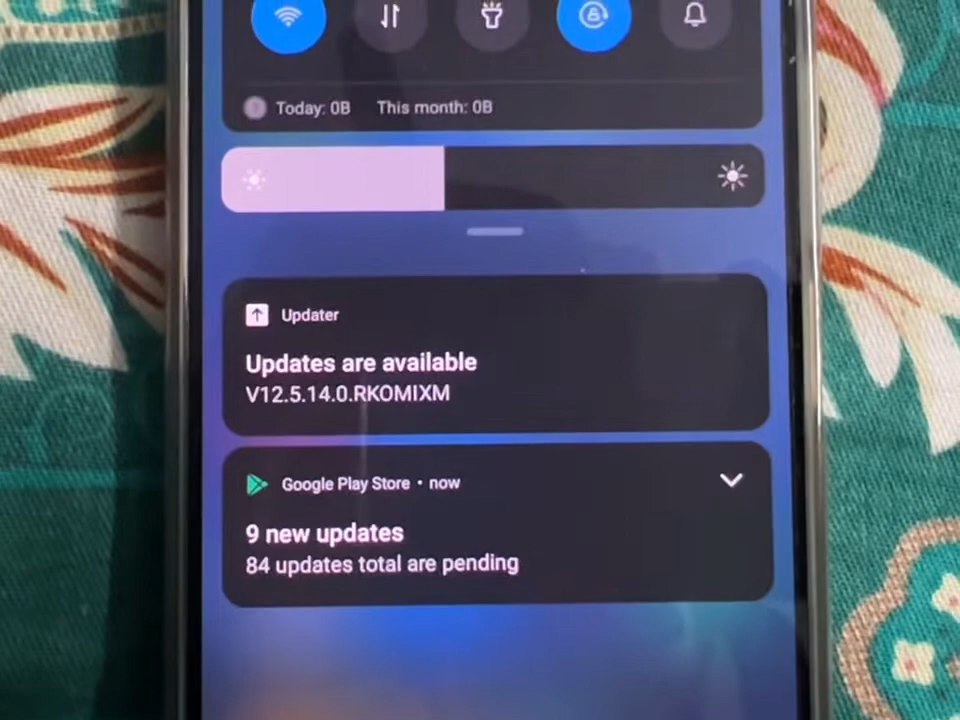 Today: 0B This month: 0B
Updater
Updates are available
V12.5.14.0.RKOMIXM
Google Play Store • now
9 new updates
84 updates total are pending